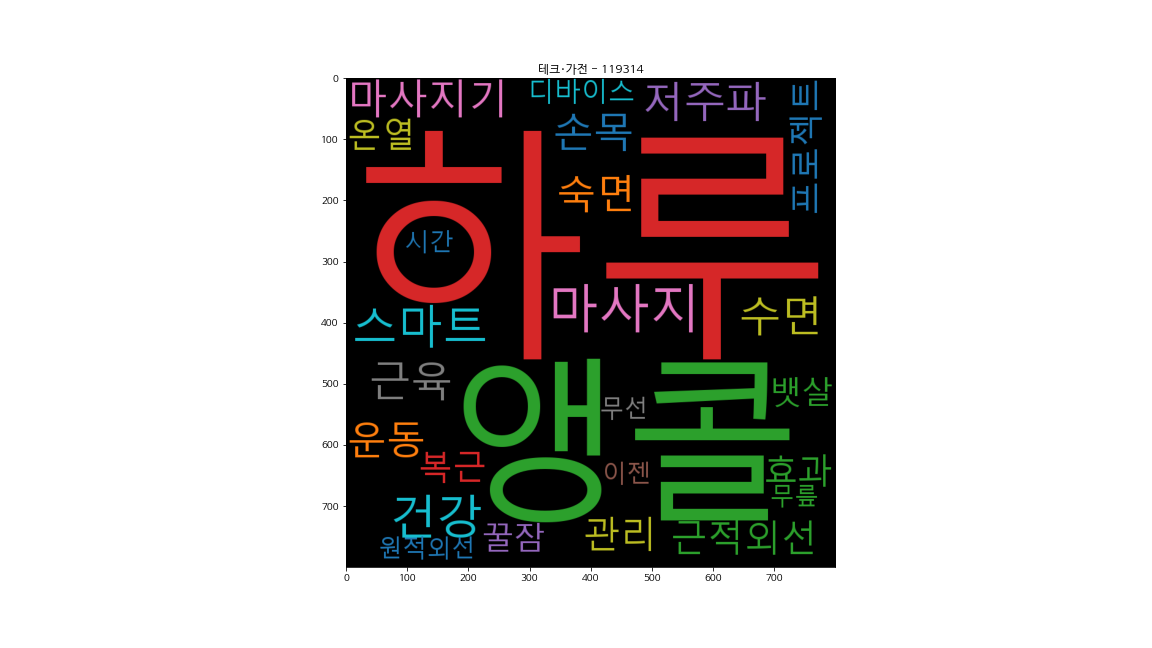 테크·가전 - 119314
마사지기 디바이스 저주파
온열 손목 프로젝트
하루
숙면
시간
마사지
스마트 수면
근육 앵콜 뱃살
무선
운동
복근 이젠 효과
무릎
건강
꿀잠 관리 근적외선
원적외선
0
100
200
300
400
500
600
700
0 100 200 300 400 500 600 700